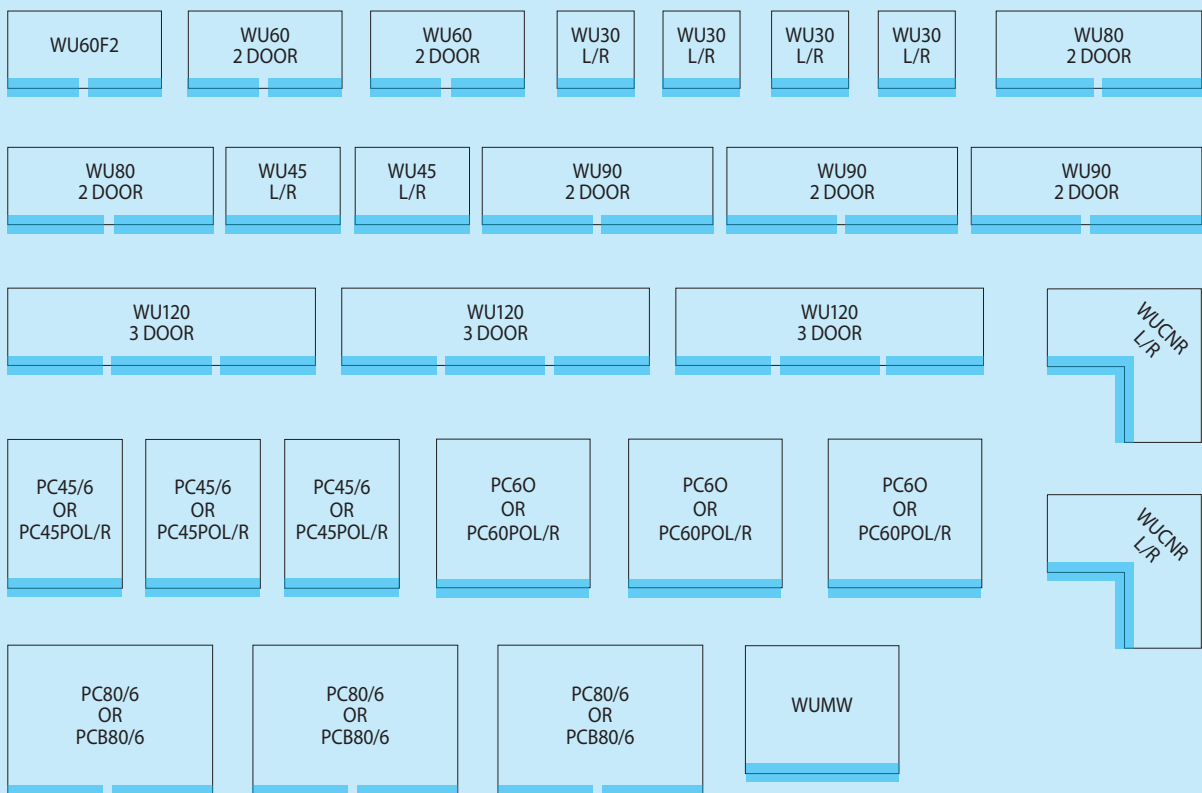 WU60F2
WU60
2 DOOR
WU60
2 DOOR
WU30
L/R
WU30
L/R
WU30
L/R
WU30
L/R
WU80
2 DOOR
WU80
2 DOOR
WU45
L/R
WU45
L/R
WU90
2 DOOR
WU90
2 DOOR
WU90
2 DOOR
WU120
3 DOOR
WU120
3 DOOR
WU120
3 DOOR
WUCNR
L/R
PC45/6
OR
PC45POL/R
PC45/6
OR
PC45POL/R
PC45/6
OR
PC45POL/R
PC6O
OR
PC60POL/R
PC6O
OR
PC60POL/R
PC6O
OR
PC60POL/R
WUCNR
L/R
PC80/6
OR
PCB80/6
PC80/6
OR
PCB80/6
PC80/6
OR
PCB80/6
WUMW